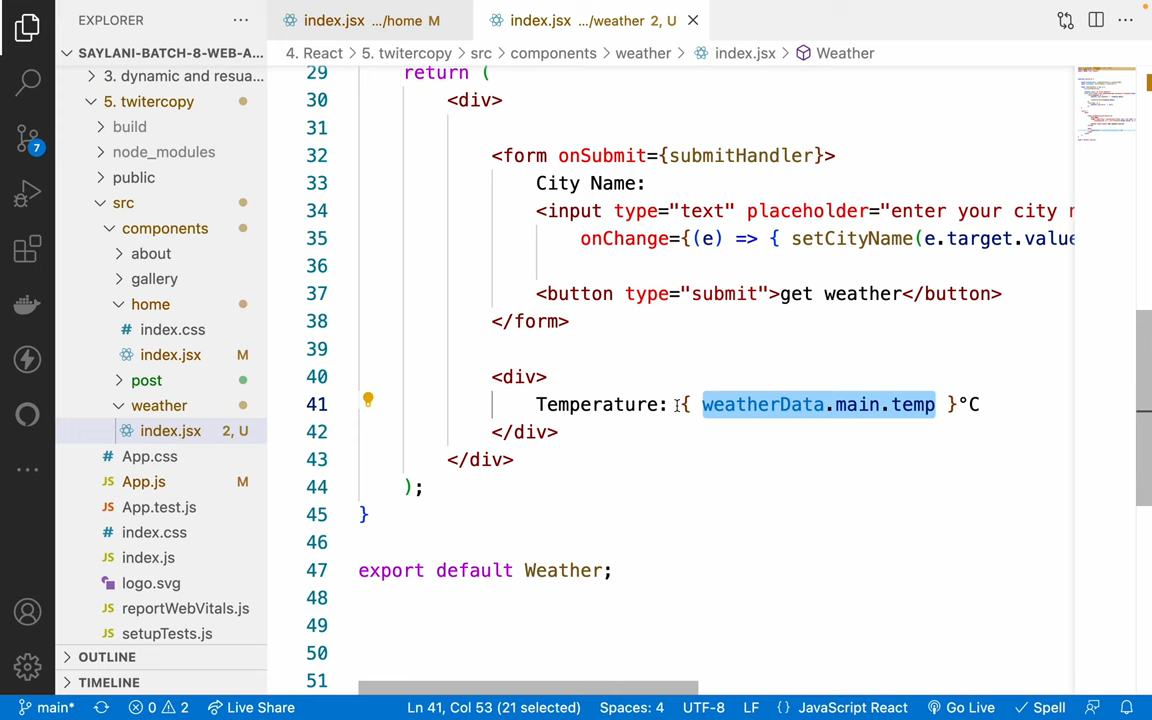 EXPLORER
index.jsx .../home M
index.jsx .../weather 2, U
SAYLANI-BATCH-8-WEB-A...
4. React > 5. twitercopy > src > components > weather > index.jsx > Weather
3. dynamic and resua...
5. twitercopy
build
node_modules
public
src
components
about
gallery
home
index.css
index.jsx M
post
weather
index.jsx 2, U
App.css
App.js M
App.test.js
index.css
index.js
logo.svg
reportWebVitals.js
setupTests.js
OUTLINE
TIMELINE
7
29 return (
30 <div>
31
32 <form onSubmit={submitHandler}>
33 City Name:
34 <input type="text" placeholder="enter your city
35 onChange={(e) => { setCityName(e.target.value
36
37 <button type="submit">get weather</button>
38 </form>
39
40 <div>
41 Temperature: { weatherData.main.temp }°C
42 </div>
43 </div>
44 );
45 }
46
47 export default Weather;
48
49
50
51
main* 0 2 Live Share Ln 41, Col 53 (21 selected) Spaces: 4 UTF-8 LF {} JavaScript React Go Live Spell